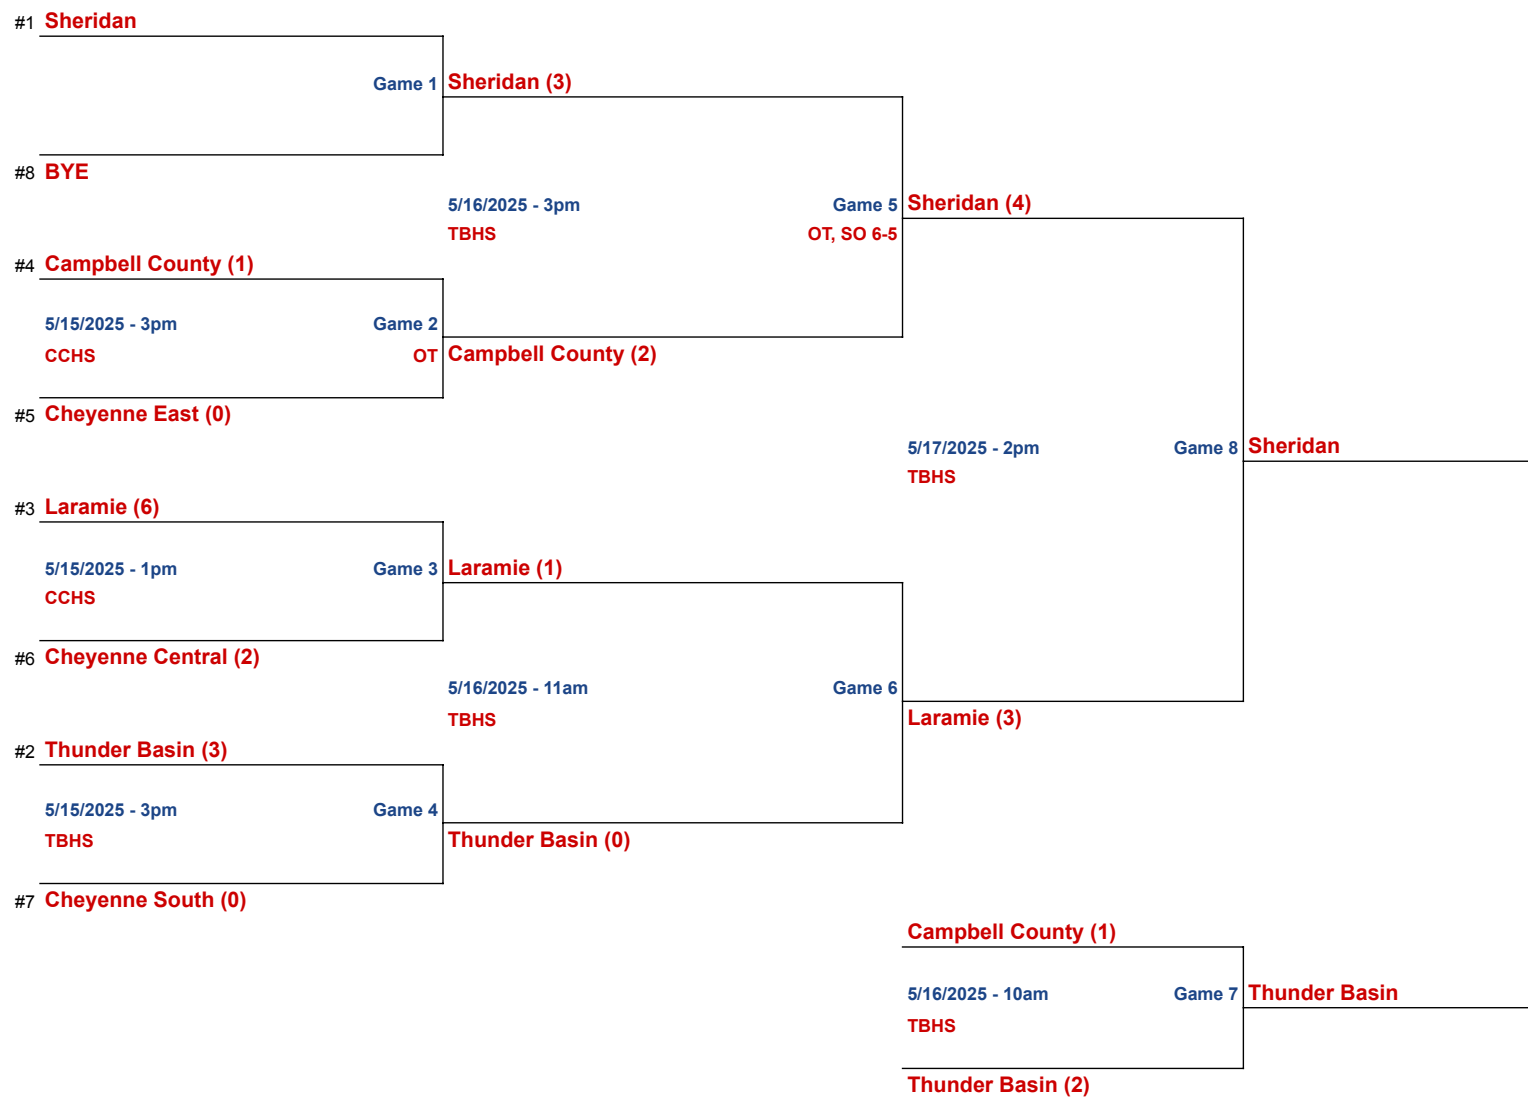 #1 Sheridan
Game 1 Sheridan (3)
#8 BYE
5/16/2025 - 3pm Game 5 Sheridan (4)
TBHS OT, SO 6-5
#4 Campbell County (1)
5/15/2025 - 3pm Game 2
CCHS OT Campbell County (2)
#5 Cheyenne East (0)
5/17/2025 - 2pm Game 8 Sheridan
TBHS
#3 Laramie (6)
5/15/2025 - 1pm Game 3 Laramie (1)
CCHS
#6 Cheyenne Central (2)
5/16/2025 - 11am Game 6
TBHS Laramie (3)
#2 Thunder Basin (3)
5/15/2025 - 3pm Game 4
TBHS Thunder Basin (0)
#7 Cheyenne South (0)
Campbell County (1)
5/16/2025 - 10am Game 7 Thunder Basin
TBHS
Thunder Basin (2)